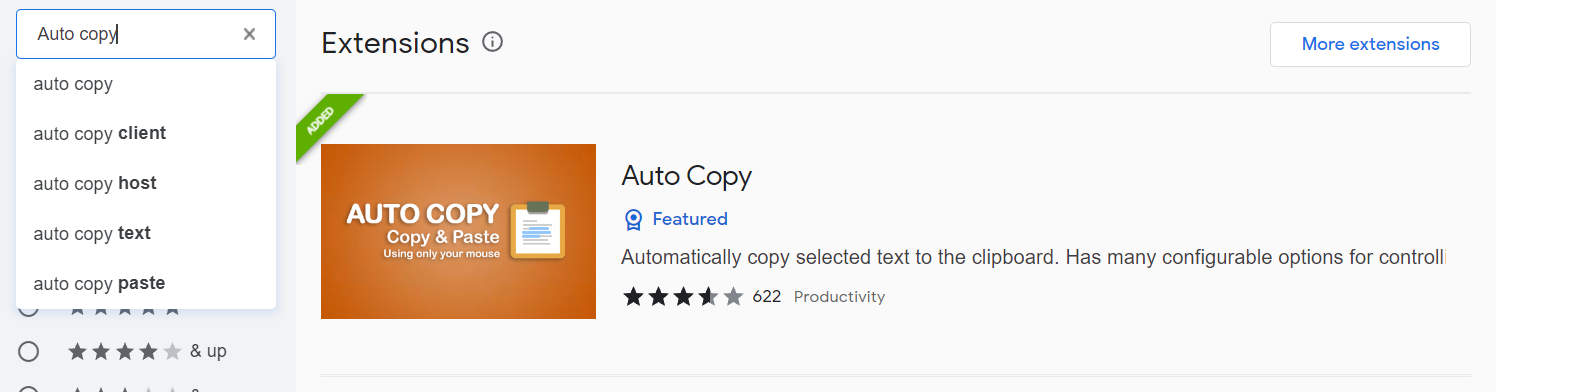 Auto copy
auto copy
auto copy client
auto copy host
auto copy text
auto copy paste
& up
Extensions
More extensions
ADDED
AUTO COPY
Copy & Paste
Using only your mouse
Auto Copy
Featured
Automatically copy selected text to the clipboard. Has many configurable options for controlli
622 Productivity